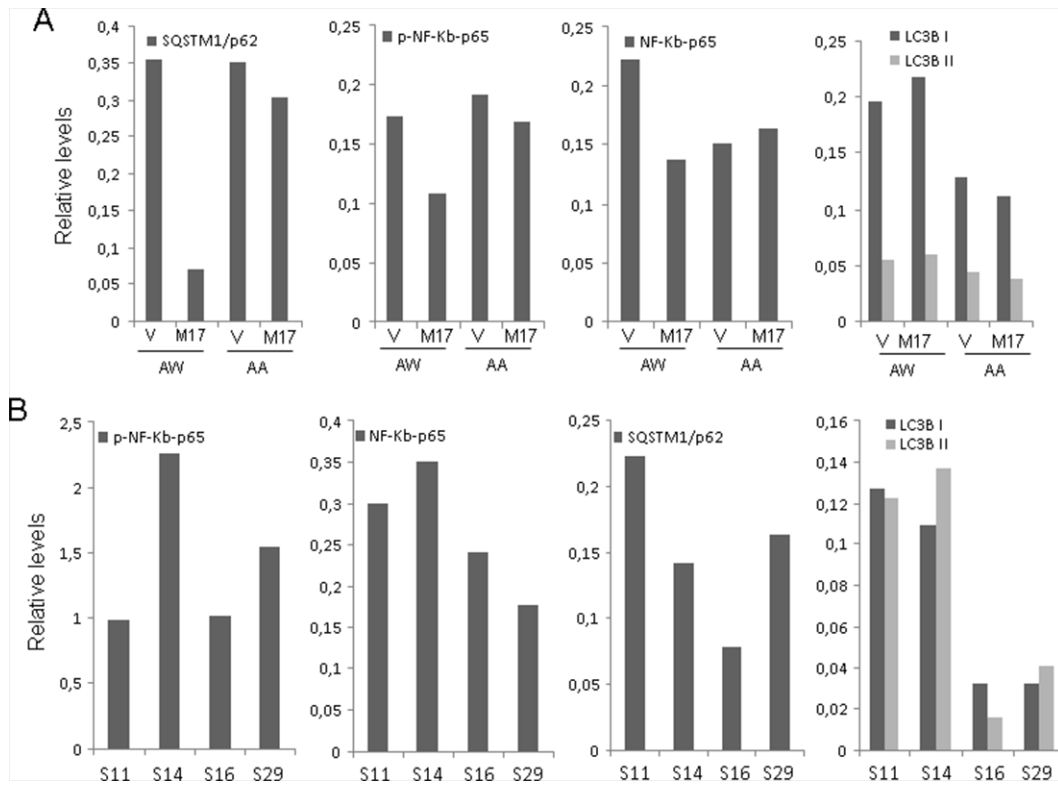 A
Relative levels
0,4
0,35
0,3
0,25
0,2
0,15
0,1
0,05
0
SQSTM1/p62
V M17 V M17
AW AA
0,25
0,2
0,15
0,1
0,05
0
p-NF-Kb-p65
V M17 V M17
AW AA
0,25
0,2
0,15
0,1
0,05
0
NF-Kb-p65
V M17 V M17
AW AA
0,25
0,2
0,15
0,1
0,05
0
LC3B I
LC3B II
V M17 V M17
AW AA
B
Relative levels
2,5
2
1,5
1
0,5
0
p-NF-Kb-p65
S11 S14 S16 S29
0,4
0,35
0,3
0,25
0,2
0,15
0,1
0,05
0
NF-Kb-p65
S11 S14 S16 S29
0,25
0,2
0,15
0,1
0,05
0
SQSTM1/p62
S11 S14 S16 S29
0,16
0,14
0,12
0,1
0,08
0,06
0,04
0,02
0
LC3B I
LC3B II
S11 S14 S16 S29